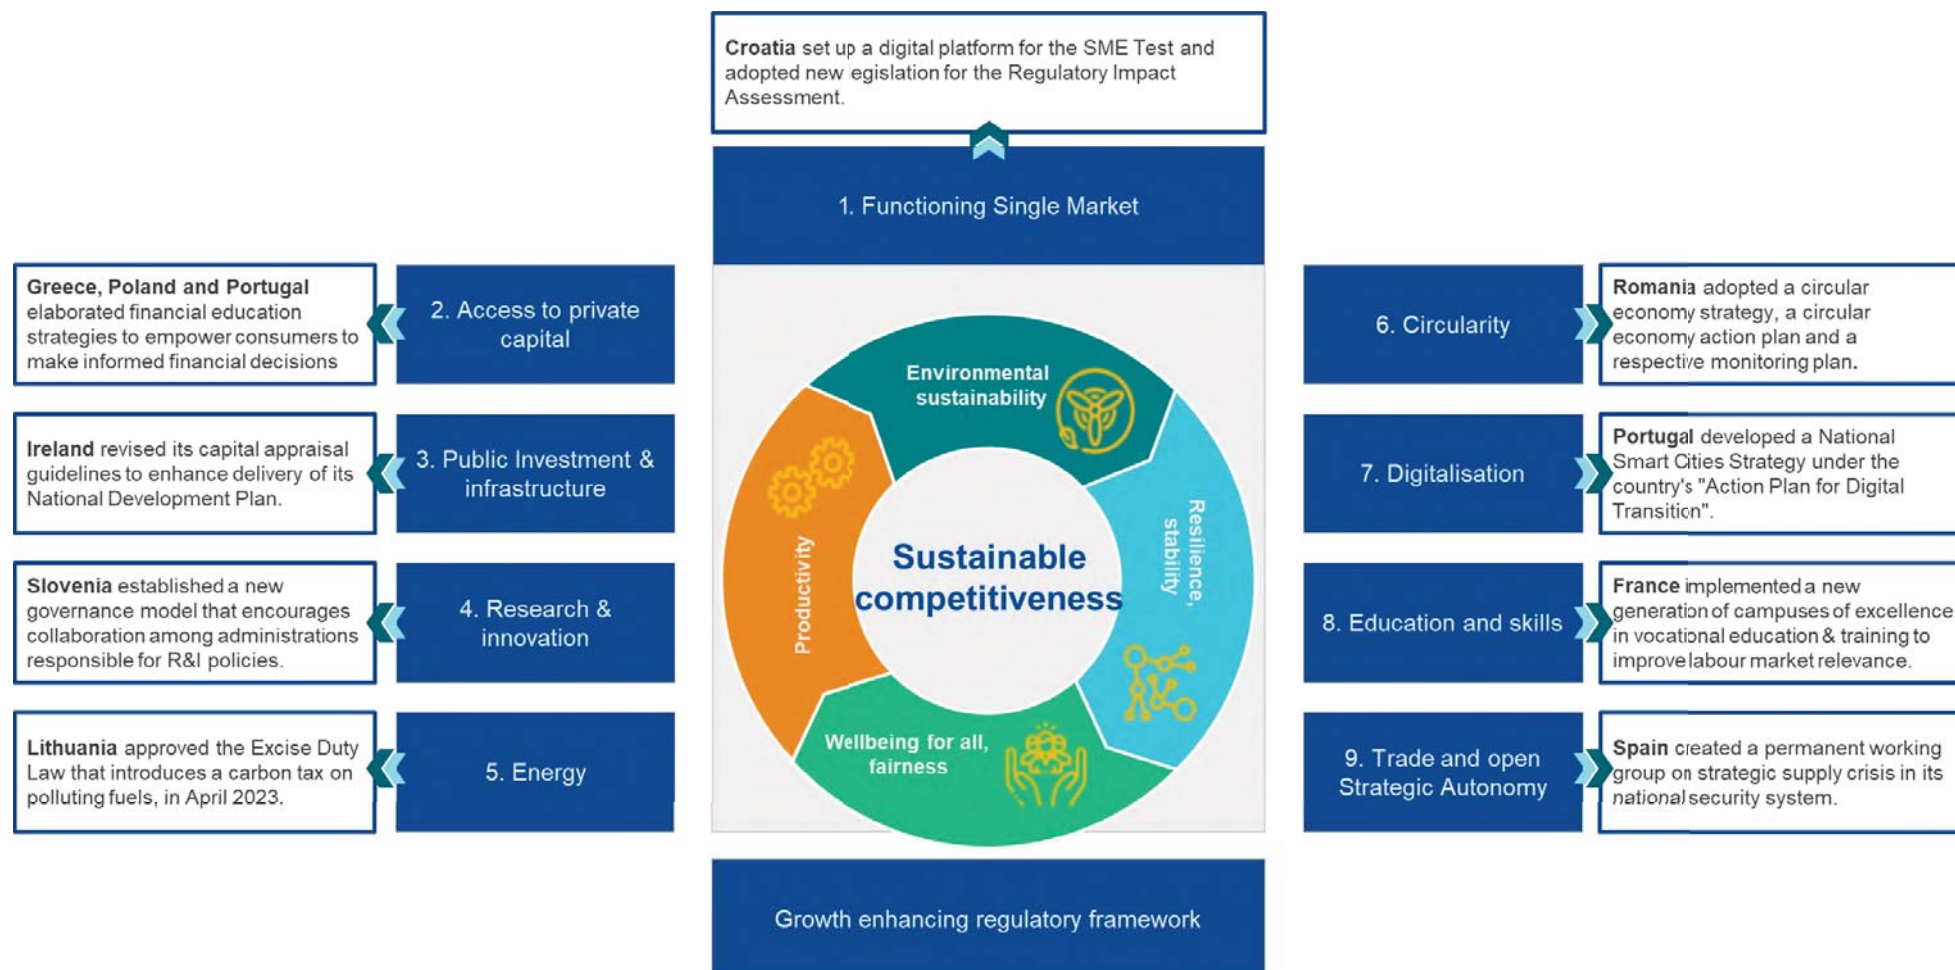 Croatia set up a digital platform for the SME Test and
adopted new egislation for the Regulatory Impact
Assessment.
1. Functioning Single Market
Greece, Poland and Portugal
elaborated financial education
strategies to empower consumers to
make informed financial decisions
2. Access to private
capital
Ireland revised its capital appraisal
guidelines to enhance delivery of its
National Development Plan.
3. Public Investment &
infrastructure
Slovenia established a new
governance model that encourages
collaboration among administrations
responsible for R&I policies.
4. Research &
innovation
Lithuania approved the Excise Duty
Law that introduces a carbon tax on
polluting fuels, in April 2023.
5. Energy
Environmental
sustainability
Resilience,
stability
Wellbeing for all,
fairness
Productivity
Sustainable
competitiveness
6. Circularity
Romania adopted a circular
economy strategy, a circular
economy action plan and a
respective monitoring plan.
7. Digitalisation
Portugal developed a National
Smart Cities Strategy under the
country's "Action Plan for Digital
Transition".
8. Education and skills
France implemented a new
generation of campuses of excellence
in vocational education & training to
improve labour market relevance.
9. Trade and open
Strategic Autonomy
Spain created a permanent working
group on strategic supply crisis in its
national security system.
Growth enhancing regulatory framework